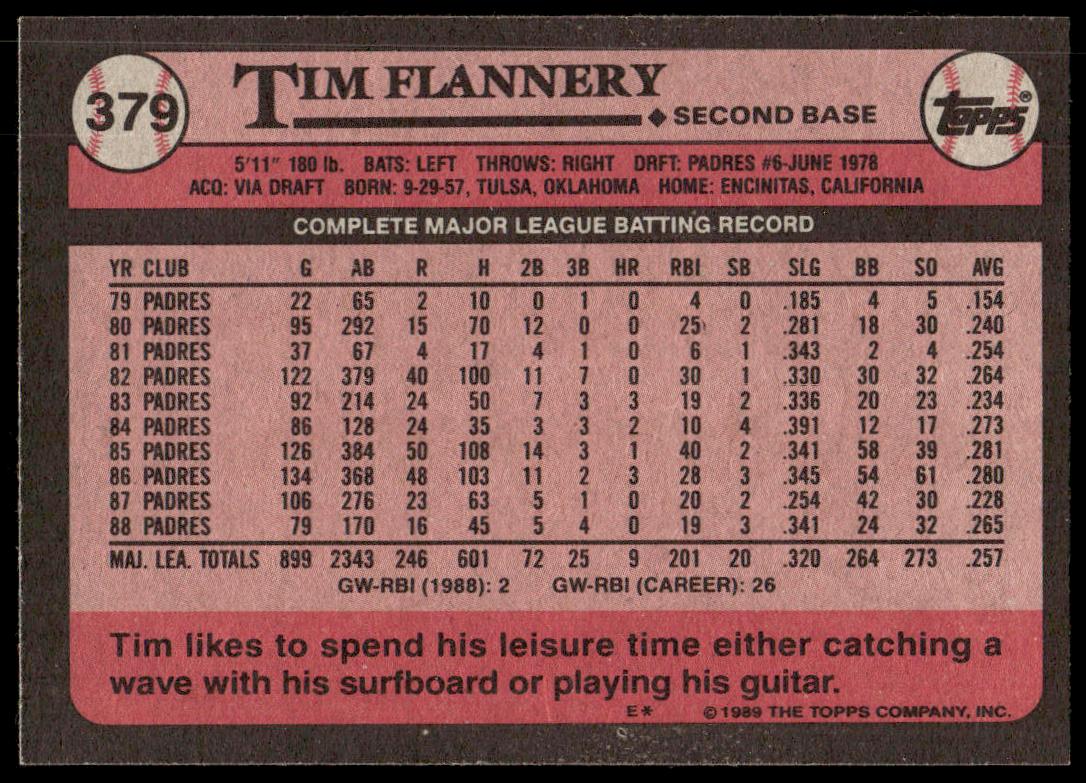 379
TIM FLANNERY
◆ SECOND BASE
TOPPS®
5'11" 180 lb. BATS: LEFT THROWS: RIGHT DRFT: PADRES #6-JUNE 1978
ACQ: VIA DRAFT BORN: 9-29-57, TULSA, OKLAHOMA HOME: ENCINITAS, CALIFORNIA
COMPLETE MAJOR LEAGUE BATTING RECORD
YR CLUB G AB R H 2B 3B HR RBI SB SLG BB SO AVG
79 PADRES 22 65 2 10 0 1 0 4 0 .185 4 5 .154
80 PADRES 95 292 15 70 12 0 0 25 2 .281 18 30 .240
81 PADRES 37 67 4 17 4 1 0 6 1 .343 2 4 .254
82 PADRES 122 379 40 100 11 7 0 30 1 .330 30 32 .264
83 PADRES 92 214 24 50 7 3 3 19 2 .336 20 23 .234
84 PADRES 86 128 24 35 3 3 2 10 4 .391 12 17 .273
85 PADRES 126 384 50 108 14 3 1 40 2 .341 58 39 .281
86 PADRES 134 368 48 103 11 2 3 28 3 .345 54 61 .280
87 PADRES 106 276 23 63 5 1 0 20 2 .254 42 30 .228
88 PADRES 79 170 16 45 5 4 0 19 3 .341 24 32 .265
MAJ. LEA. TOTALS 899 2343 246 601 72 25 9 201 20 .320 264 273 .257
GW-RBI (1988): 2 GW-RBI (CAREER): 26
Tim likes to spend his leisure time either catching a
wave with his surfboard or playing his guitar.
E* © 1989 THE TOPPS COMPANY, INC.